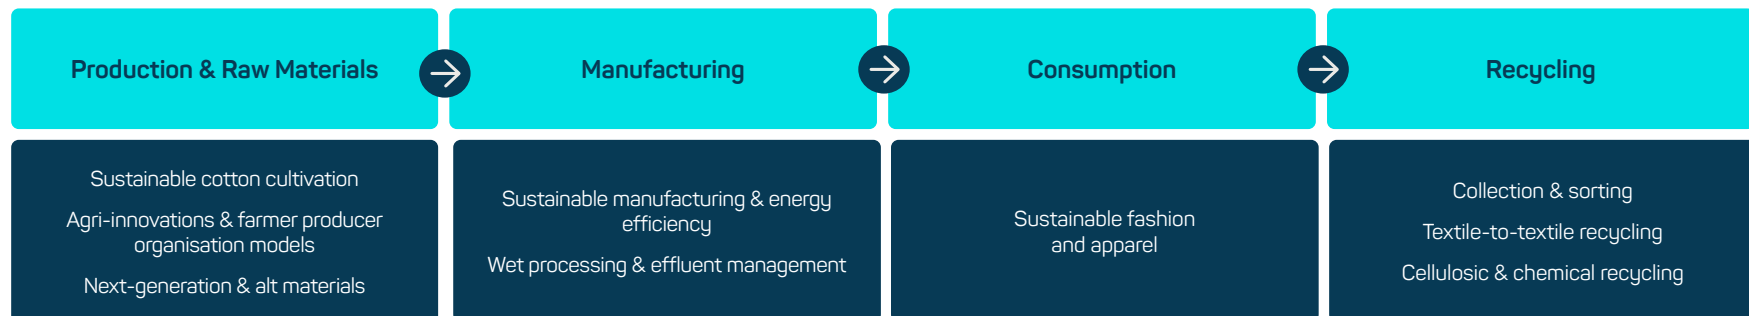 Production & Raw Materials
Manufacturing
Consumption
Recycling
Sustainable cotton cultivation
Agri-innovations & farmer producer
organisation models
Next-generation & alt materials
Sustainable manufacturing & energy
efficiency
Wet processing & effluent management
Sustainable fashion
and apparel
Collection & sorting
Textile-to-textile recycling
Cellulosic & chemical recycling